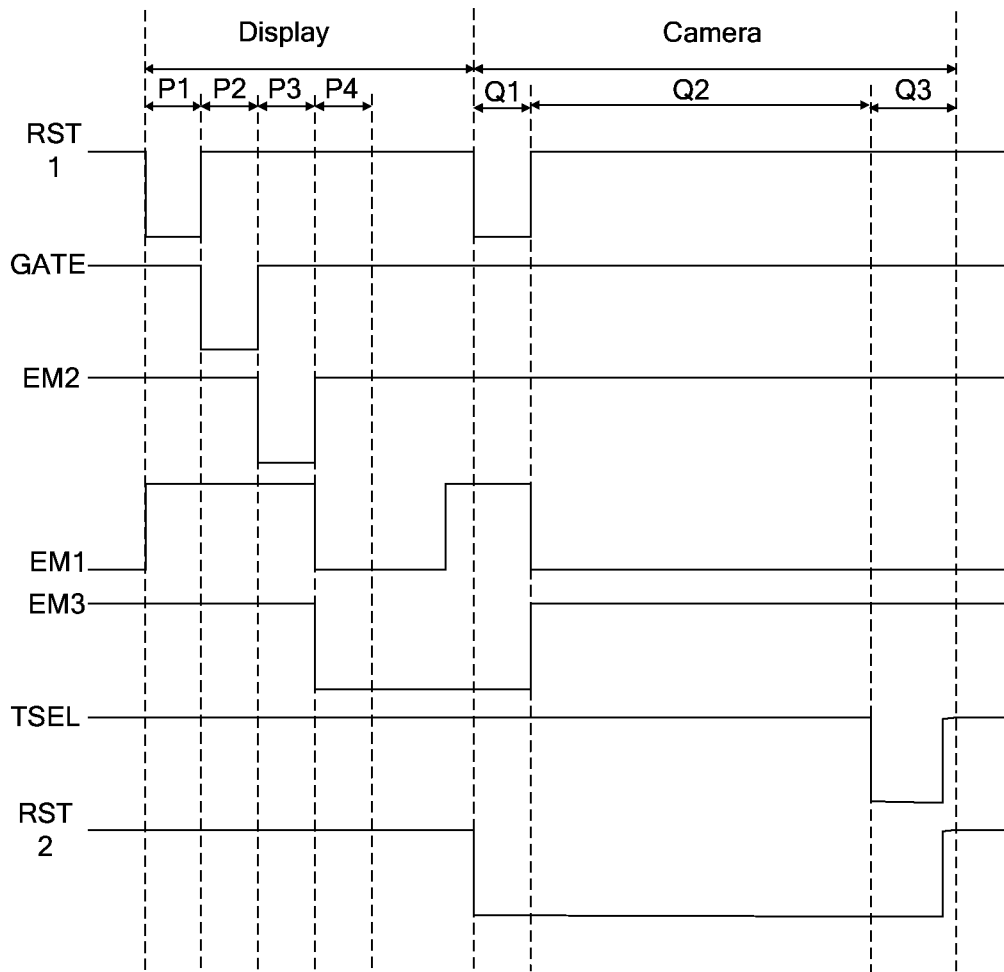 Display
Camera
P1 P2 P3 P4
Q1 Q2 Q3
RST
1
GATE
EM2
EM1
EM3
TSEL
RST
2